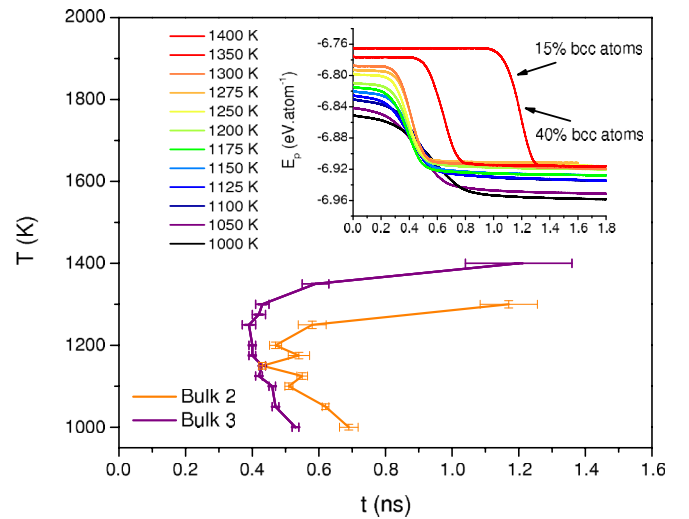 2000
1800
1600
1400
1200
1000
T (K)
0.0 0.2 0.4 0.6 0.8 1.0 1.2 1.4 1.6
t (ns)
1400 K
1350 K
1300 K
1275 K
1250 K
1200 K
1175 K
1150 K
1125 K
1100 K
1050 K
1000 K
Bulk 2
Bulk 3
-6.76
-6.80
-6.84
-6.88
-6.92
-6.96
E_p (eV.atom⁻¹)
0.0 0.2 0.4 0.6 0.8 1.0 1.2 1.4 1.6 1.8
15% bcc atoms
40% bcc atoms